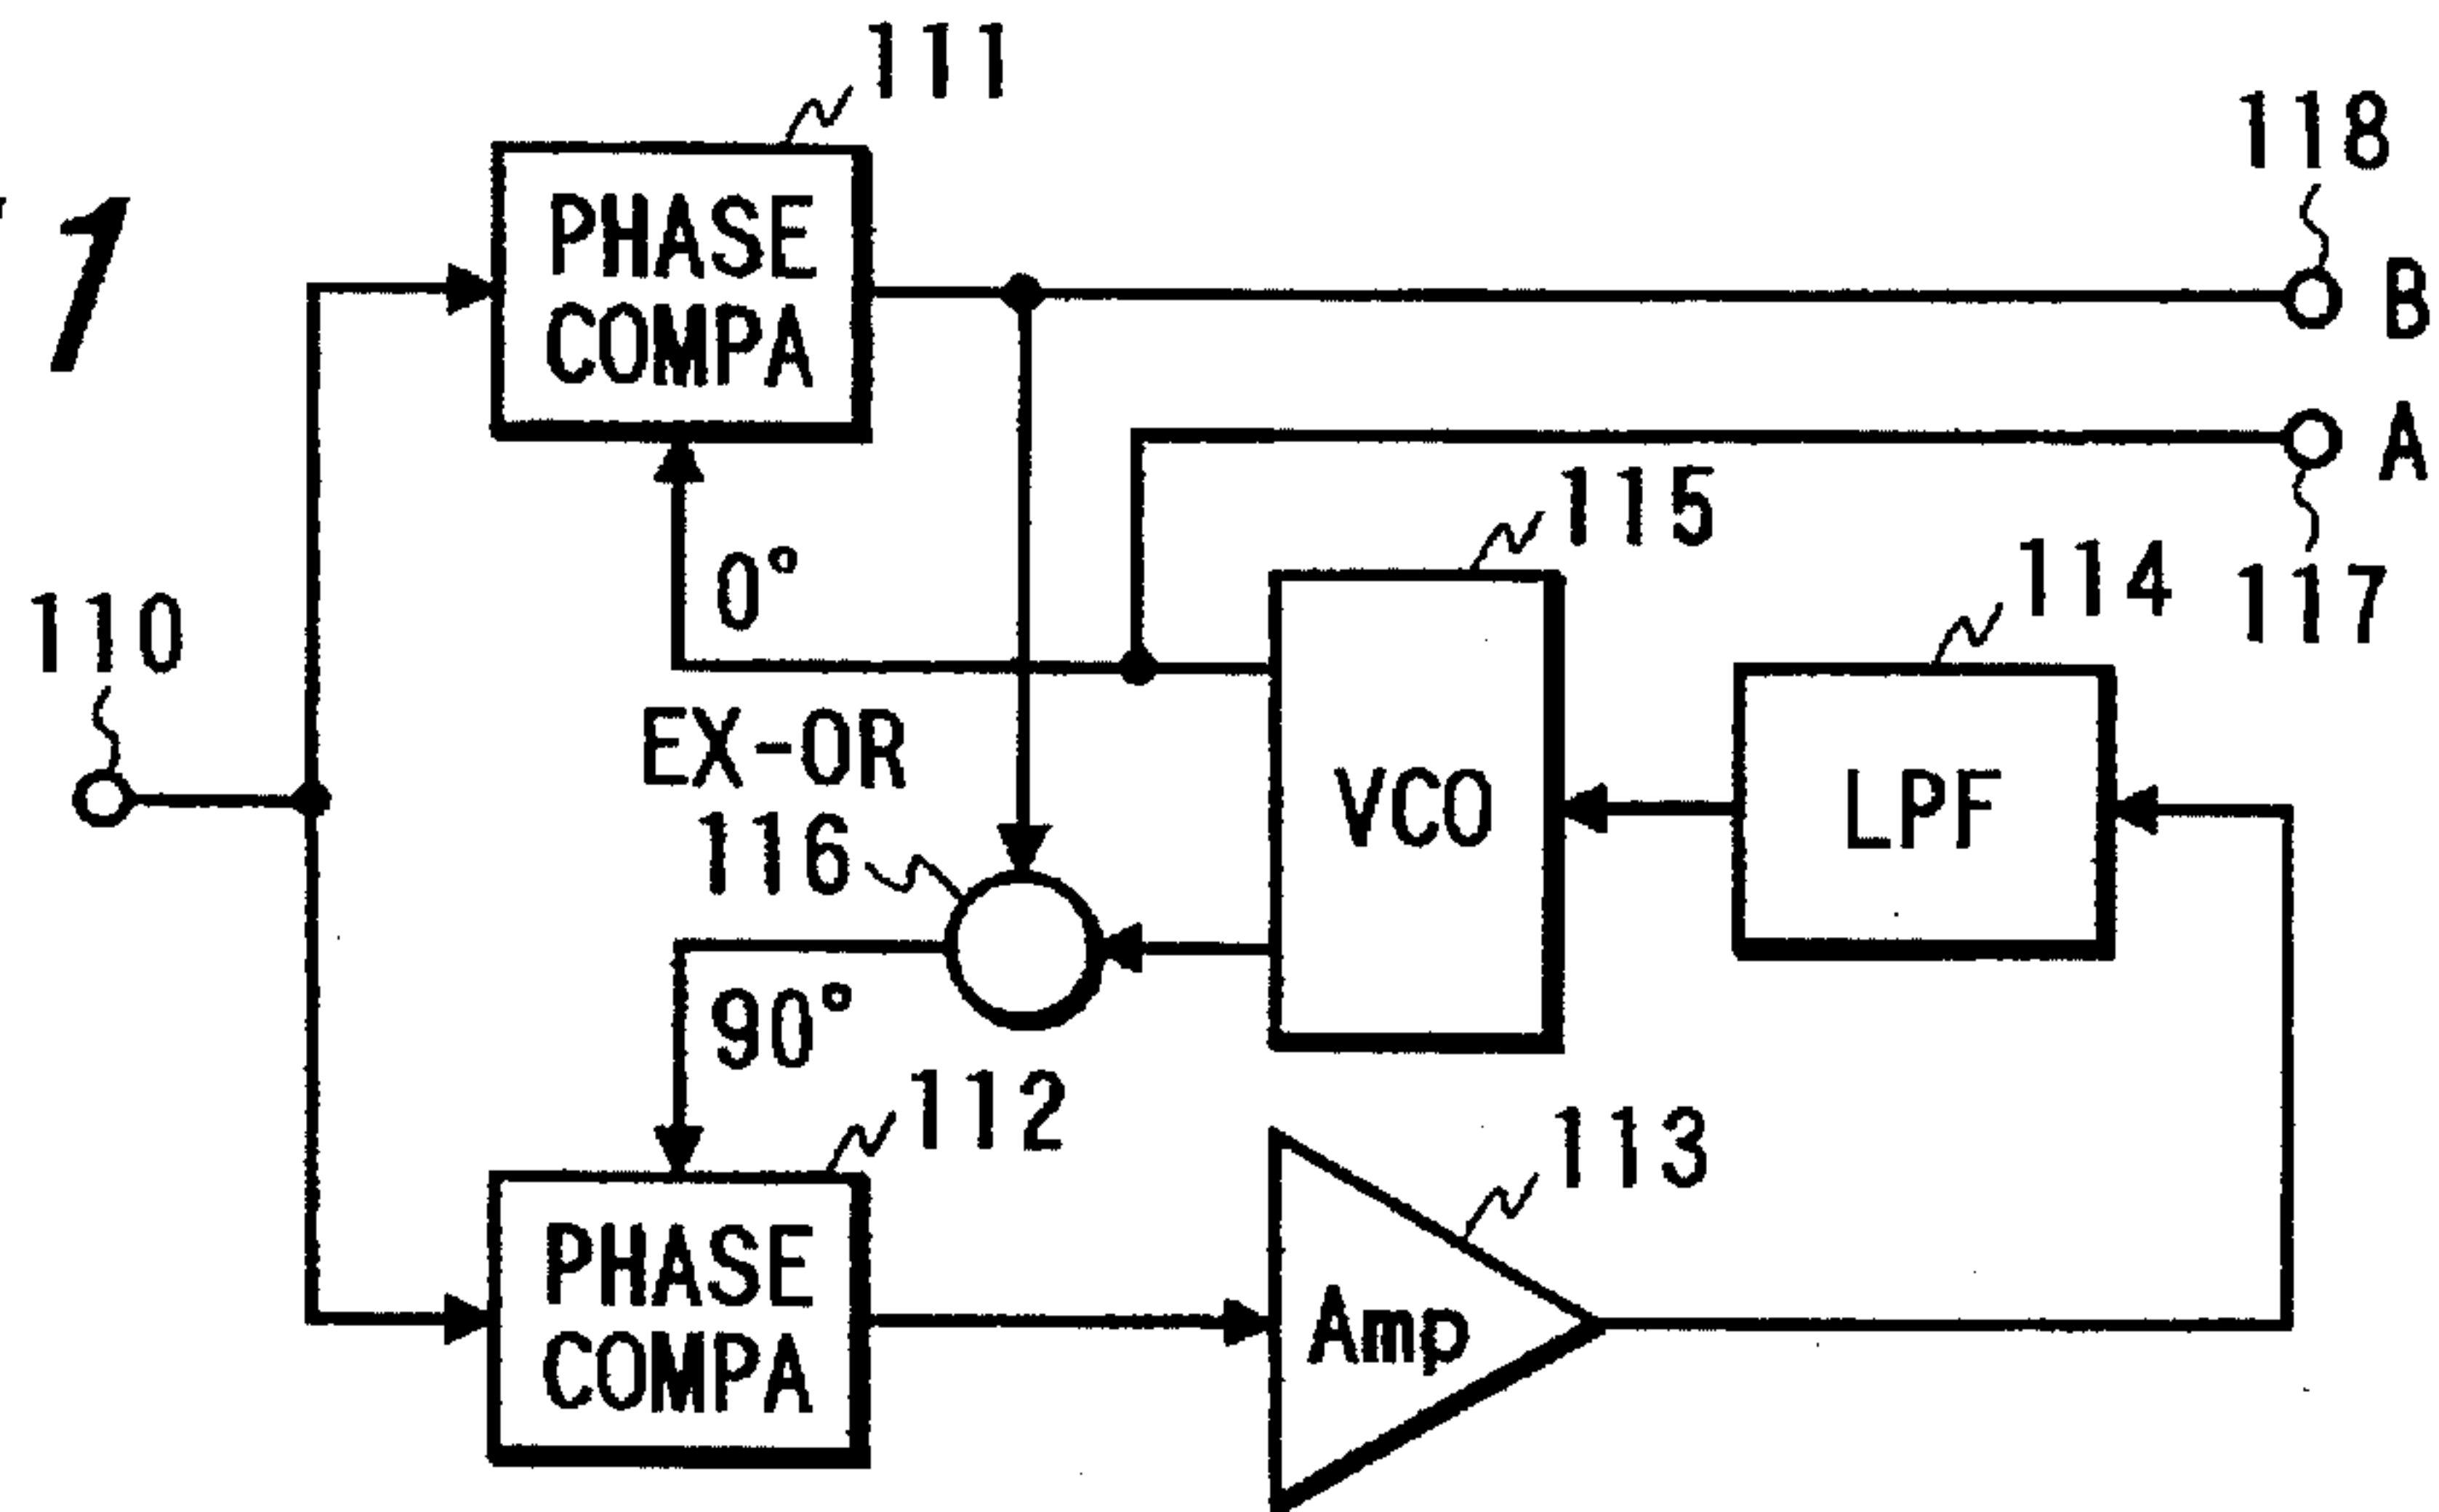 1
111
118
PHASE
COMPA
B
A
115
114
117
0°
110
EX-OR
116
VCO
LPF
90°
112
113
PHASE
COMPA
Amp